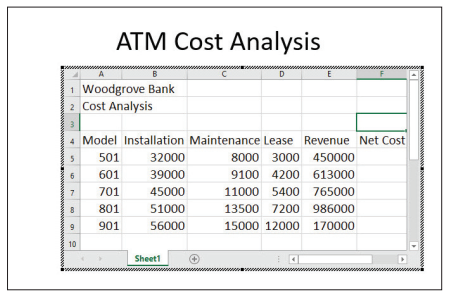 ATM Cost Analysis
A B C D E F
1 Woodgrove Bank
2 Cost Analysis
3
4 Model Installation Maintenance Lease Revenue Net Cost
5 501 32000 8000 3000 450000
6 601 39000 9100 4200 613000
7 701 45000 11000 5400 765000
8 801 51000 13500 7200 986000
9 901 56000 15000 12000 170000
10
Sheet1